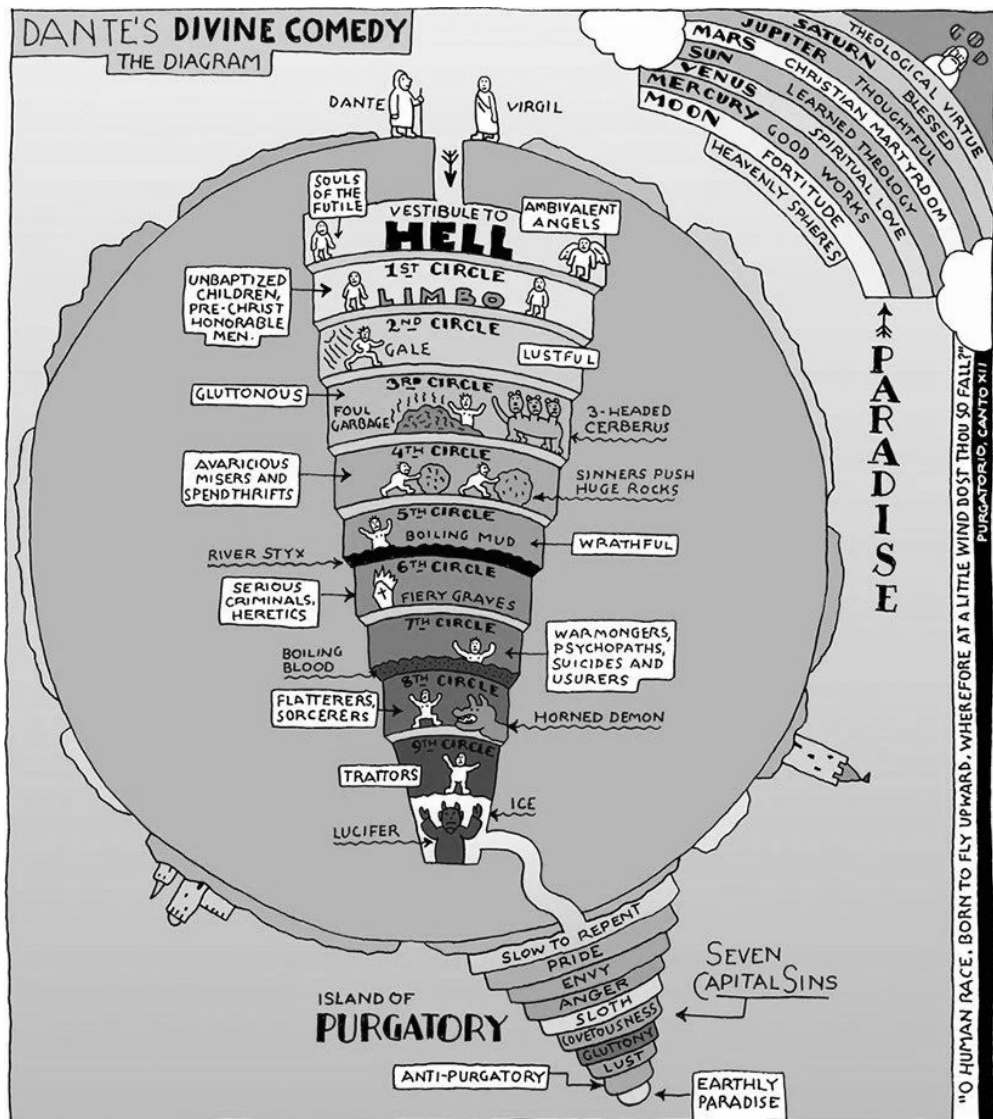 DANTE'S DIVINE COMEDY
THE DIAGRAM
DANTE
VIRGIL
GOD
THEOLOGICAL VIRTUE
SATURN BLESSED
JUPITER THOUGHTFUL
MARS CHRISTIAN MARTYRDOM
SUN LEARNED THEOLOGY
VENUS SPIRITUAL LOVE
MERCURY GOOD WORKS
MOON FORTITUDE
HEAVENLY SPHERES
PARADISE
SOULS
OF THE
FUTILE
VESTIBULE TO
HELL
AMBIVALENT
ANGELS
1ST CIRCLE
LIMBO
UNBAPTIZED
CHILDREN,
PRE-CHRIST
HONORABLE
MEN.
2ND CIRCLE
GALE
LUSTFUL
3RD CIRCLE
GLUTTONOUS
FOUL
GARBAGE
3-HEADED
CERBERUS
4TH CIRCLE
AVARICIOUS
MISERS AND
SPENDTHRIFTS
SINNERS PUSH
HUGE ROCKS
5TH CIRCLE
BOILING MUD
WRATHFUL
RIVER STYX
6TH CIRCLE
FIERY GRAVES
SERIOUS
CRIMINALS,
HERETICS
7TH CIRCLE
WARMONGERS,
PSYCHOPATHS,
SUICIDES AND
USURERS
BOILING
BLOOD
8TH CIRCLE
FLATTERERS,
SORCERERS
HORNED DEMON
9TH CIRCLE
TRAITORS
ICE
LUCIFER
SLOW TO REPENT
PRIDE
ENVY
ANGER
SLOTH
COVETOUSNESS
GLUTTONY
LUST
SEVEN
CAPITAL SINS
ISLAND OF
PURGATORY
ANTI-PURGATORY
EARTHLY
PARADISE
"O HUMAN RACE, BORN TO FLY UPWARD, WHEREFORE AT A LITTLE WIND DOST THOU SO FALL?"
PURGATORIO, CANTO XII